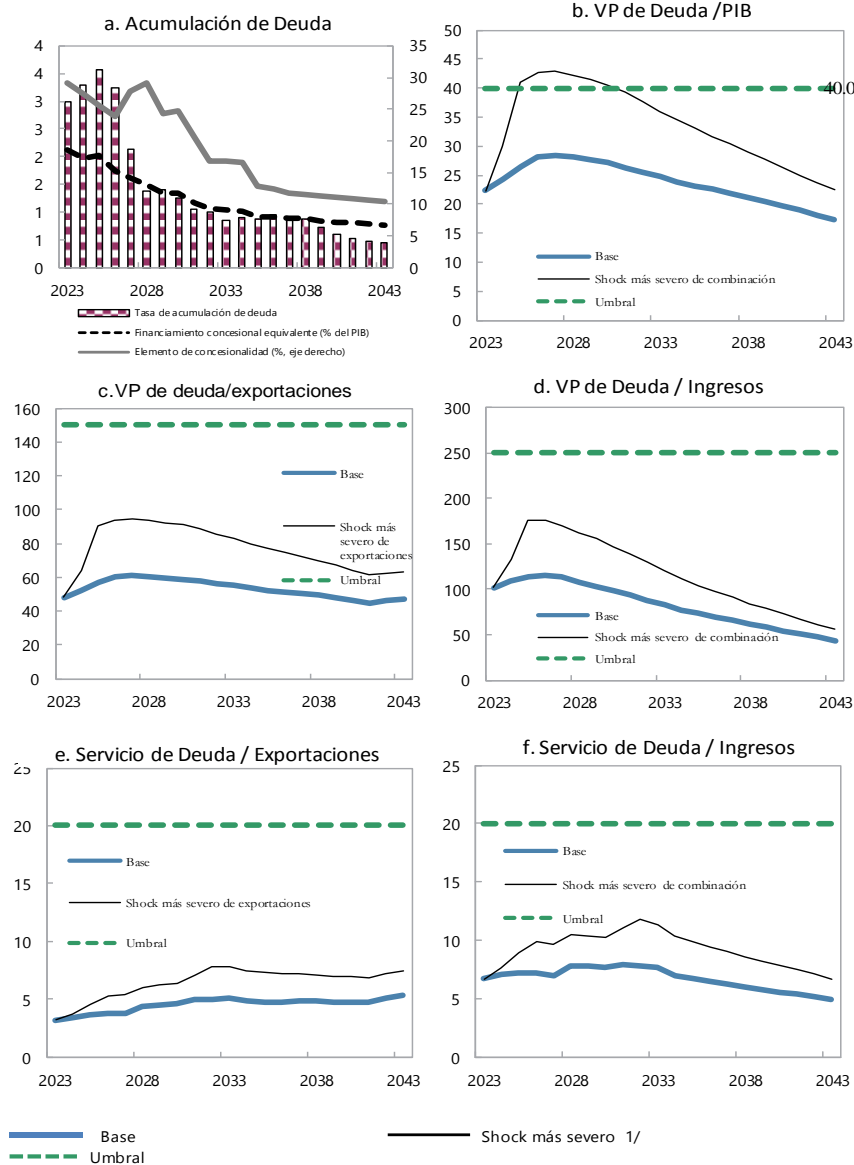 a. Acumulación de Deuda
4
4
3
3
2
2
1
1
0
35
30
25
20
15
10
5
0
2023 2028 2033 2038 2043
Tasa de acumulación de deuda
Financiamiento concesional equivalente (% del PIB)
Elemento de concesionalidad (%, eje derecho)
b. VP de Deuda /PIB
50
45
40
35
30
25
20
15
10
5
0
40.0
Base
Shock más severo de combinación
Umbral
2023 2028 2033 2038 2043
c.VP de deuda/exportaciones
160
140
120
100
80
60
40
20
0
Base
Shock más
severo de
exportaciones
Umbral
2023 2028 2033 2038 2043
d. VP de Deuda / Ingresos
300
250
200
150
100
50
0
Base
Shock más severo de combinación
Umbral
2023 2028 2033 2038 2043
e. Servicio de Deuda / Exportaciones
25
20
15
10
5
0
Base
Shock más severo de exportaciones
Umbral
2023 2028 2033 2038 2043
f. Servicio de Deuda / Ingresos
25
20
15
10
5
0
Base
Shock más severo de combinación
Umbral
2023 2028 2033 2038 2043
Base
Shock más severo 1/
Umbral